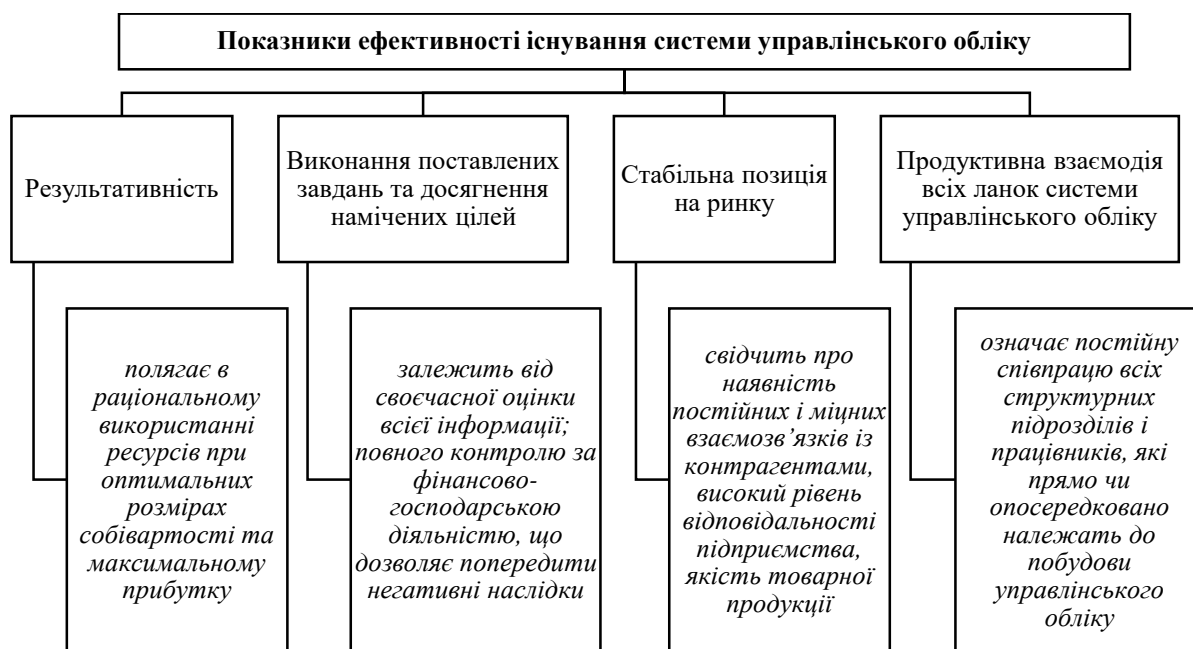 Показники ефективності існування системи управлінського обліку
Результативність
Виконання поставлених
завдань та досягнення
намічених цілей
Стабільна позиція
на ринку
Продуктивна взаємодія
всіх ланок системи
управлінського обліку
полягає в
раціональному
використанні
ресурсів при
оптимальних
розмірах
собівартості та
максимальному
прибутку
залежить від
своєчасної оцінки
всієї інформації;
повного контролю за
фінансово-
господарською
діяльністю, що
дозволяє попередити
негативні наслідки
свідчить про
наявність
постійних і міцних
взаємозв’язків із
контрагентами,
високий рівень
відповідальності
підприємства,
якість товарної
продукції
означає постійну
співпрацю всіх
структурних
підрозділів і
працівників, які
прямо чи
опосередковано
належать до
побудови
управлінського
обліку